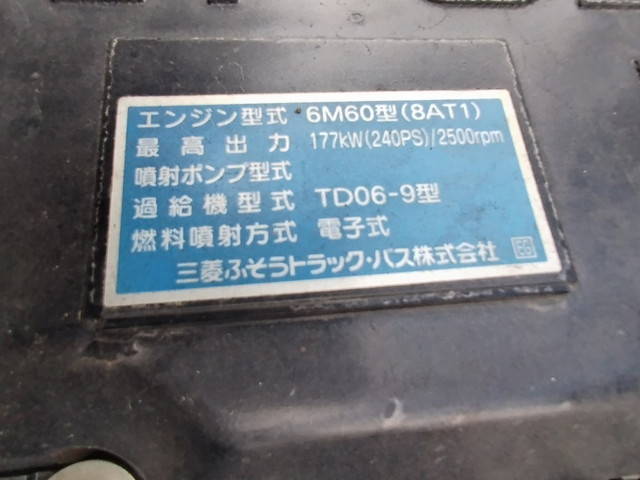 エンジン型式 6M60型(8AT1)
最高出力 177kW(240PS)/2500rpm
噴射ポンプ型式
過給機型式 TD06-9型
燃料噴射方式 電子式
三菱ふそうトラック・バス株式会社